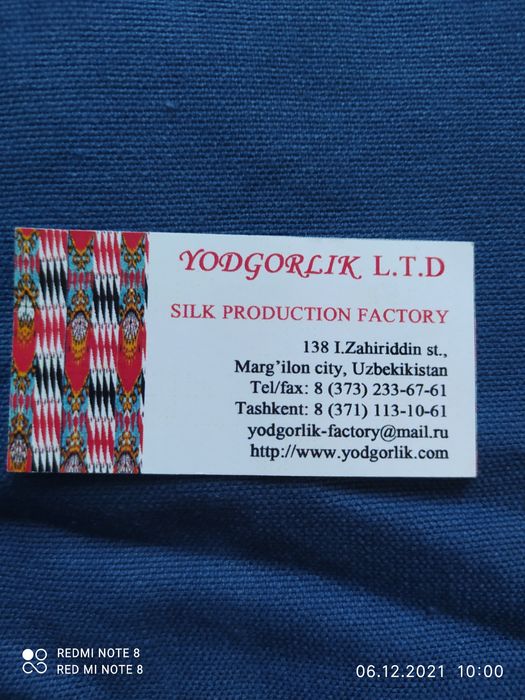 YODGORLIK L.T.D
SILK PRODUCTION FACTORY
138 I.Zahiriddin st.,
Marg'ilon city, Uzbekikistan
Tel/fax: 8 (373) 233-67-61
Tashkent: 8 (371) 113-10-61
yodgorlik-factory@mail.ru
http://www.yodgorlik.com
REDMI NOTE 8
RED MI NOTE 8
06.12.2021 10:00